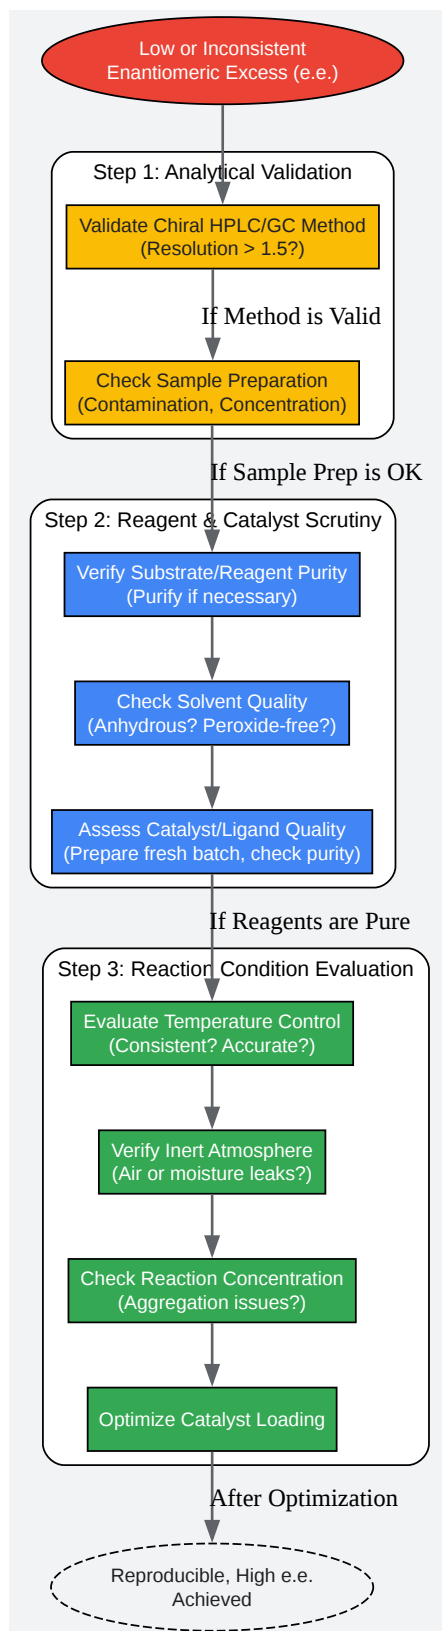 Low or Inconsistent
Enantiomeric Excess (e.e.)
Step 1: Analytical Validation
Validate Chiral HPLC/GC Method
(Resolution > 1.5?)
If Method is Valid
Check Sample Preparation
(Contamination, Concentration)
If Sample Prep is OK
Step 2: Reagent & Catalyst Scrutiny
Verify Substrate/Reagent Purity
(Purify if necessary)
Check Solvent Quality
(Anhydrous? Peroxide-free?)
Assess Catalyst/Ligand Quality
(Prepare fresh batch, check purity)
If Reagents are Pure
Step 3: Reaction Condition Evaluation
Evaluate Temperature Control
(Consistent? Accurate?)
Verify Inert Atmosphere
(Air or moisture leaks?)
Check Reaction Concentration
(Aggregation issues?)
Optimize Catalyst Loading
After Optimization
Reproducible, High e.e.
Achieved